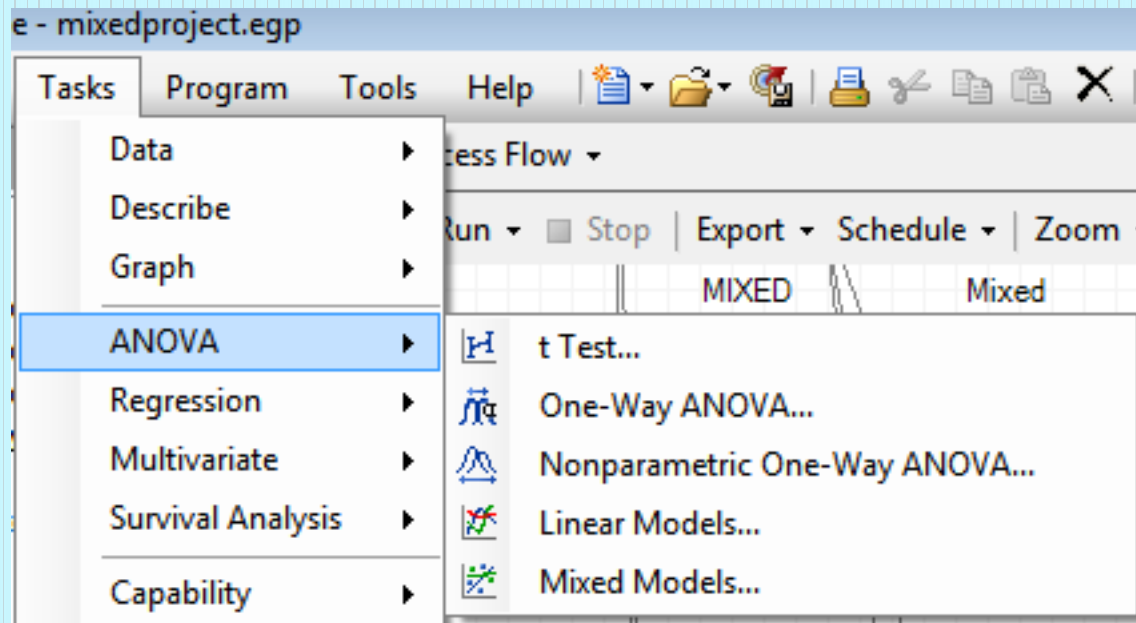 e - mixedproject.egp
Tasks Program Tools Help
Data
cess Flow
Describe
Run Stop Export Schedule Zoom
Graph
MIXED Mixed
ANOVA
t Test...
Regression
One-Way ANOVA...
Multivariate
Nonparametric One-Way ANOVA...
Survival Analysis
Linear Models...
Capability
Mixed Models...